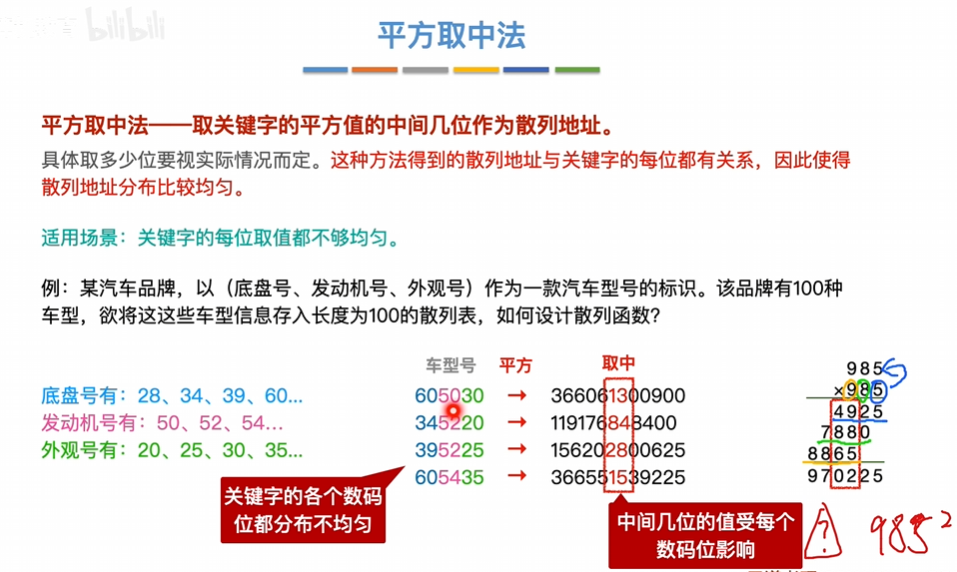 bilibili
平方取中法
平方取中法——取关键字的平方值的中间几位作为散列地址。
具体取多少位要视实际情况而定。这种方法得到的散列地址与关键字的每位都有关系，因此使得
散列地址分布比较均匀。
适用场景：关键字的每位取值都不够均匀。
例：某汽车品牌，以（底盘号、发动机号、外观号）作为一款汽车型号的标识。该品牌有100种
车型，欲将这这些车型信息存入长度为100的散列表，如何设计散列函数？
车型号 平方 取中
底盘号有：28、34、39、60...
发动机号有：50、52、54...
外观号有：20、25、30、35...
605030 → 366061300900
345220 → 119176848400
395225 → 156202800625
605435 → 366551539225
关键字的各个数码
位都分布不均匀
中间几位的值受每个
数码位影响
985
×985
4925
7880
8865
970225
? 985²